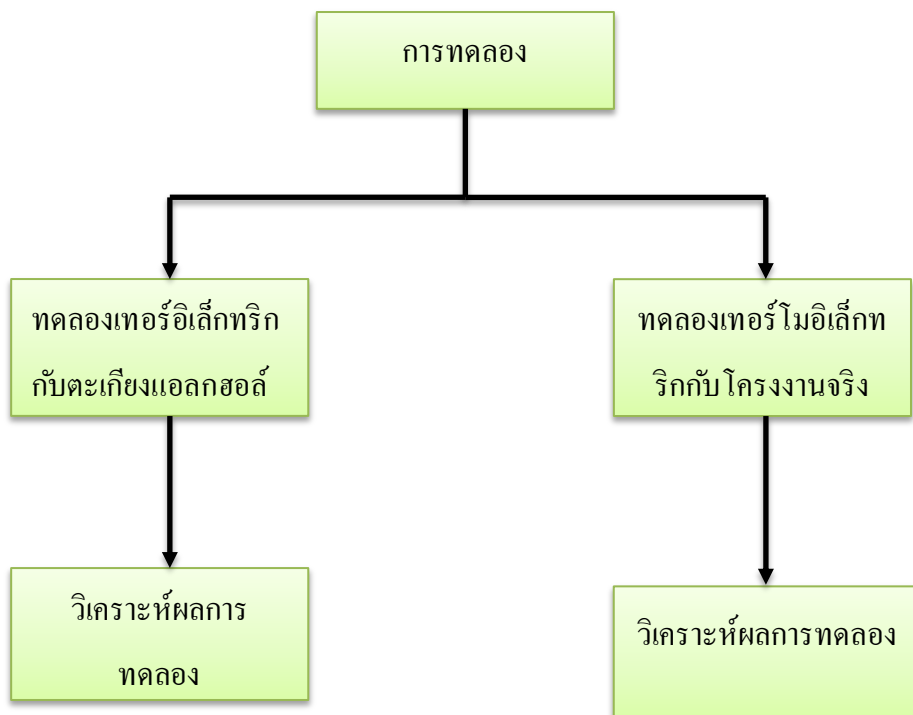 การทดลอง
ทดลองเทอร์อิเล็กทริก
กับตะเกียงแอลกฮอล์
ทดลองเทอร์โมอิเล็กท
ริกกับโครงงานจริง
วิเคราะห์ผลการ
ทดลอง
วิเคราะห์ผลการทดลอง